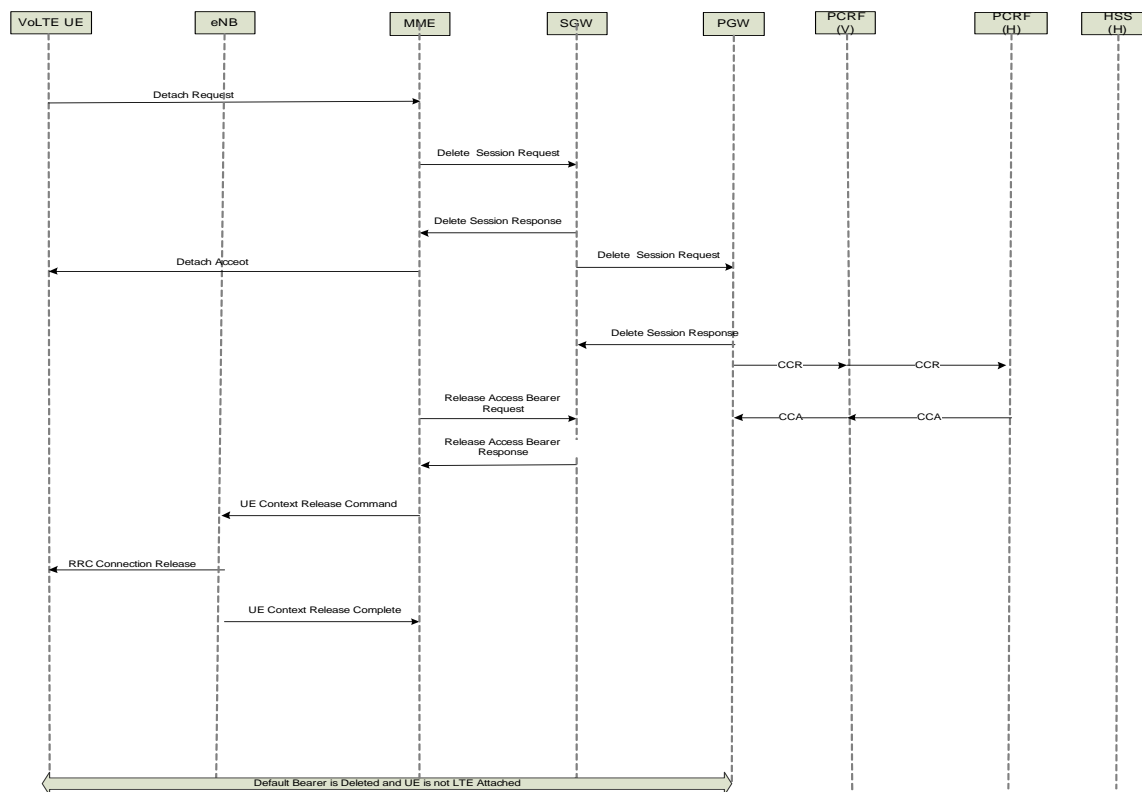 VoLTE UE
eNB
MME
SGW
PGW
PCRF
(V)
PCRF
(H)
HSS
(H)
Detach Request
Delete Session Request
Delete Session Response
Delete Session Request
Detach Acceot
Delete Session Response
CCR
CCR
Release Access Bearer
Request
CCA
CCA
Release Access Bearer
Response
UE Context Release Command
RRC Connection Release
UE Context Release Complete
Default Bearer is Deleted and UE is not LTE Attached